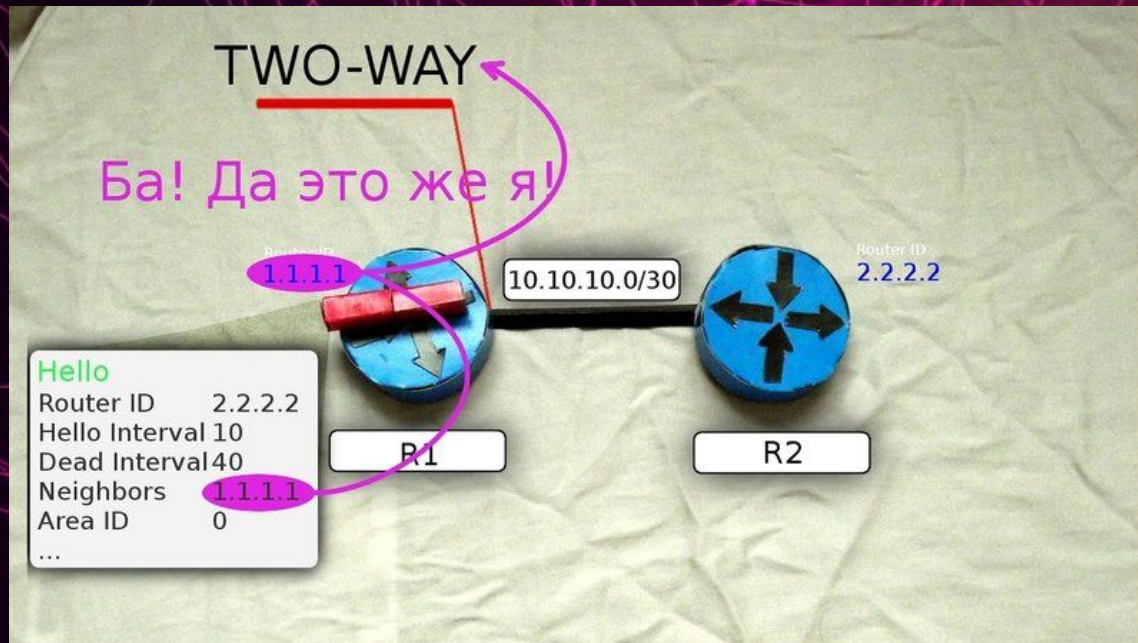 TWO-WAY
Ба! Да это же я!
Router ID
1.1.1.1
10.10.10.0/30
Router ID
2.2.2.2
Hello
Router ID 2.2.2.2
Hello Interval 10
Dead Interval 40
Neighbors 1.1.1.1
Area ID 0
...
R1
R2